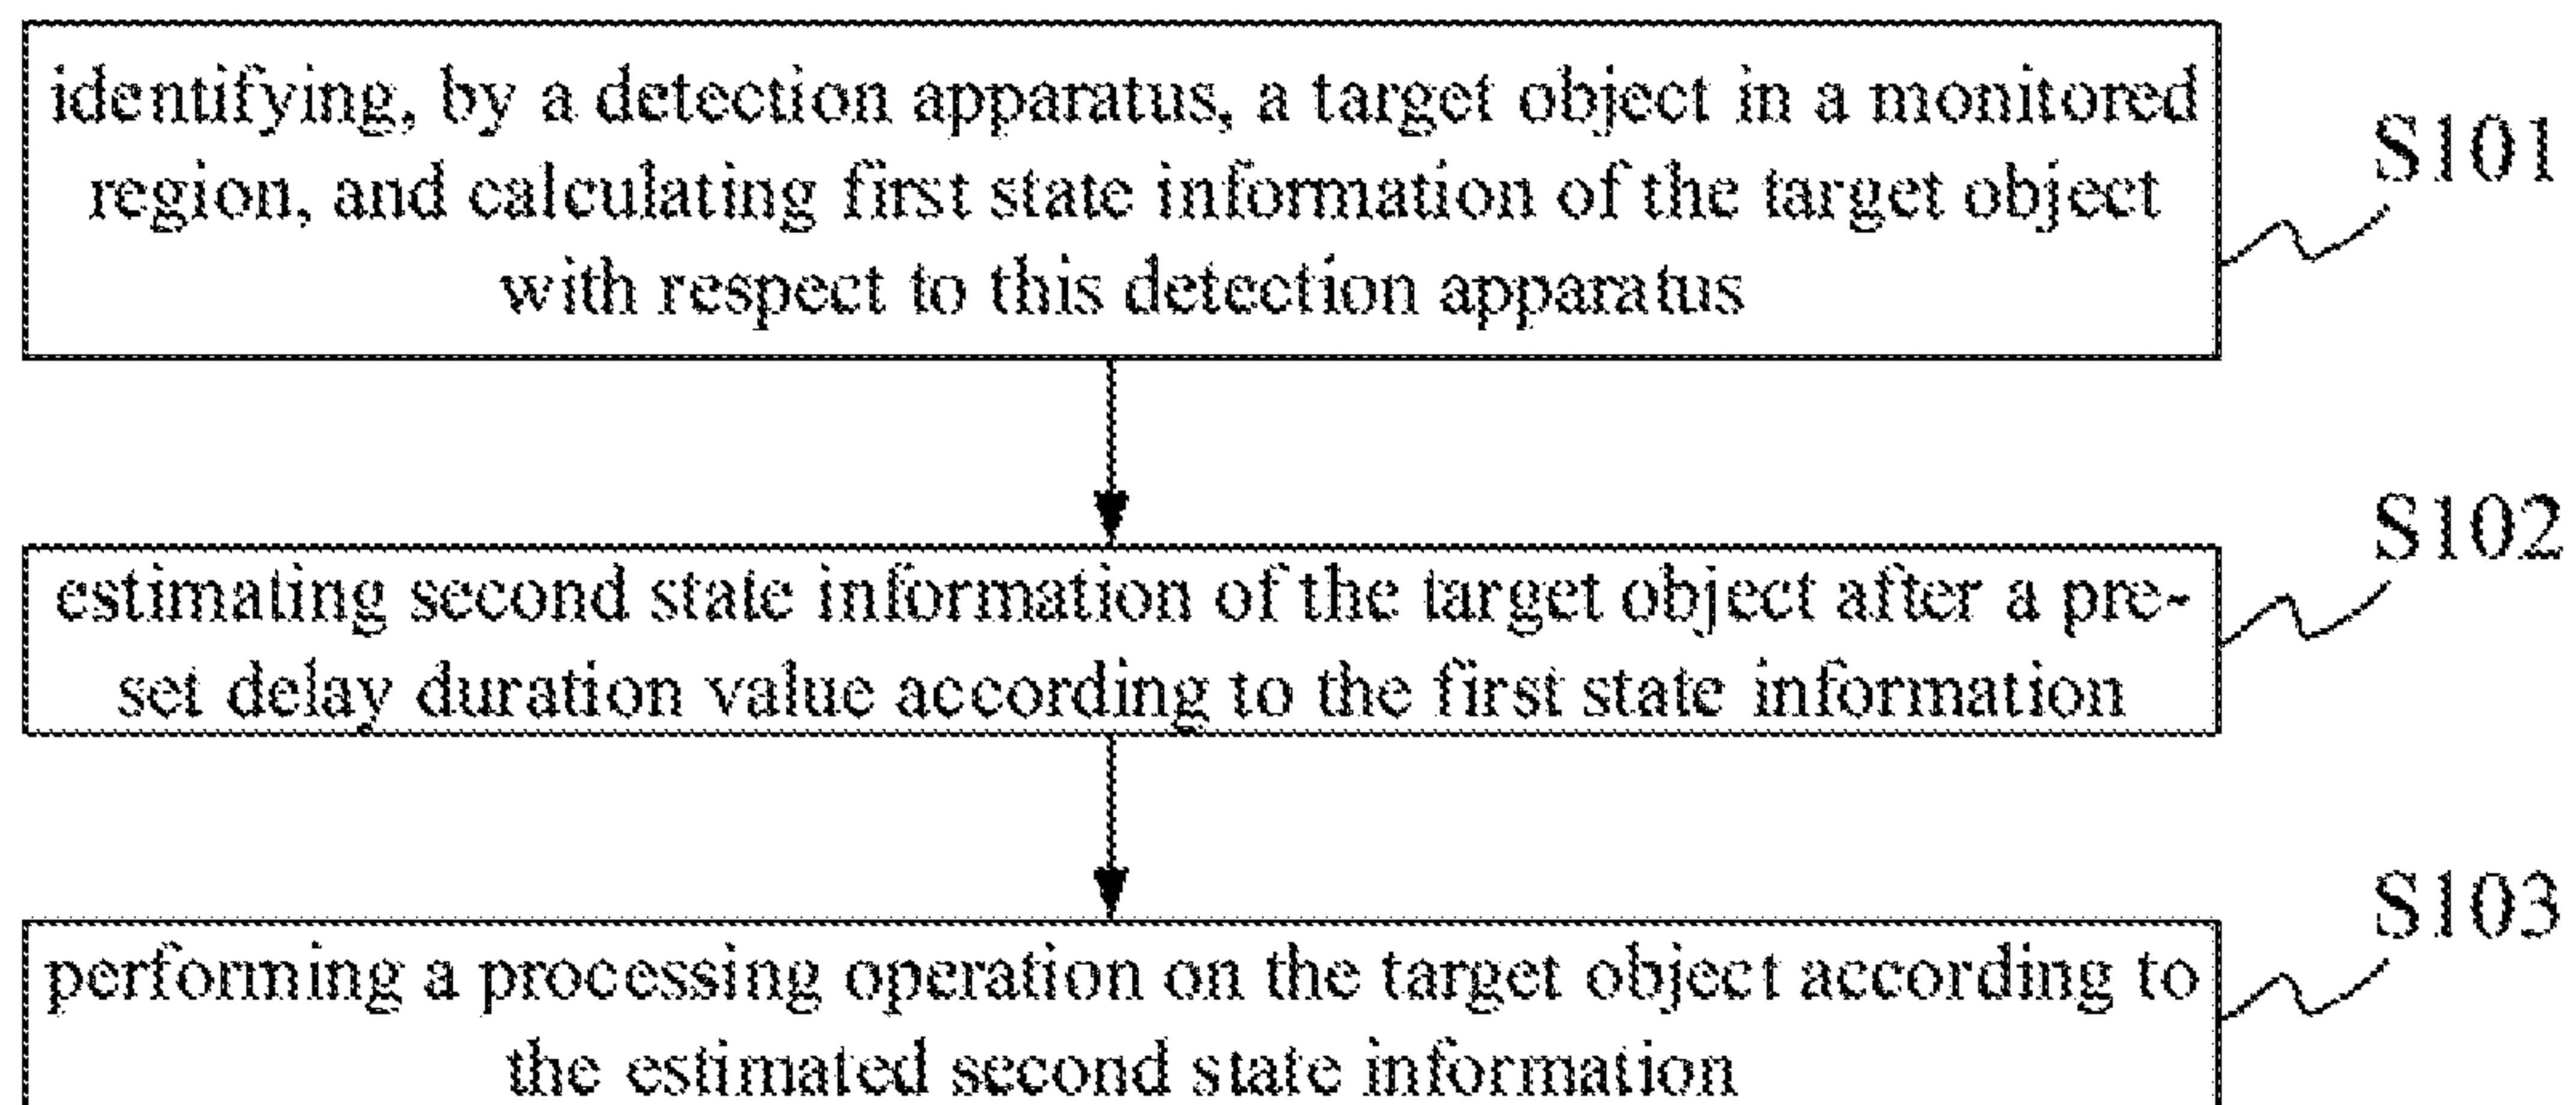 identifying, by a detection apparatus, a target object in a monitored
region, and calculating first state information of the target object
with respect to this detection apparatus
S101
estimating second state information of the target object after a pre-
set delay duration value according to the first state information
S102
performing a processing operation on the target object according to
the estimated second state information
S103